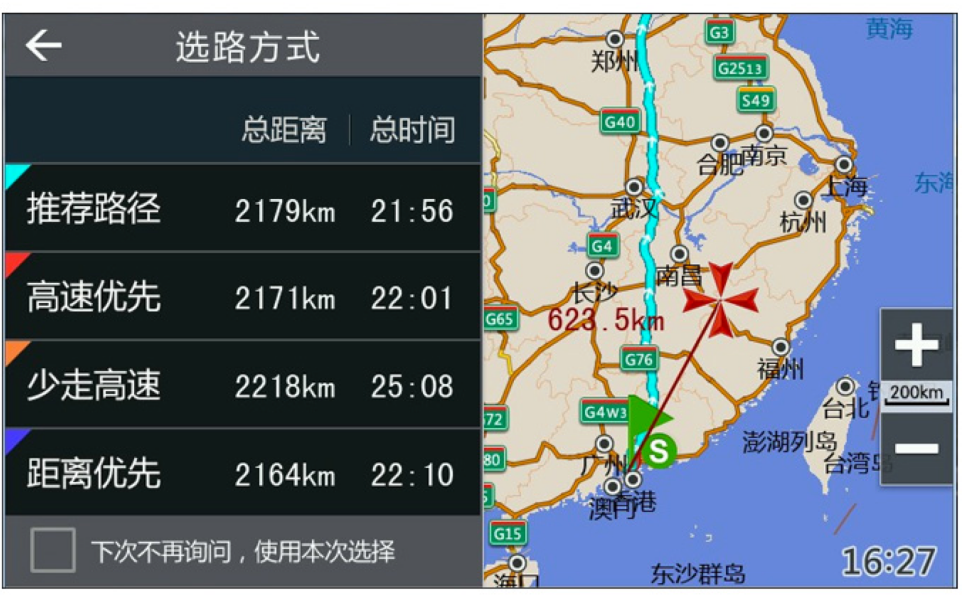 选路方式
总距离 总时间
推荐路径 2179km 21:56
高速优先 2171km 22:01
少走高速 2218km 25:08
距离优先 2164km 22:10
下次不再询问，使用本次选择
黄海
G3
郑州
G2513
S49
G40
合肥
南京
上海
东海
武汉
杭州
G4
南昌
长沙
G65
623.5km
G76
福州
200km
台北
G4W3
澎湖列岛
台湾
S
广州
香港
澳门
G15
海口
东沙群岛
16:27